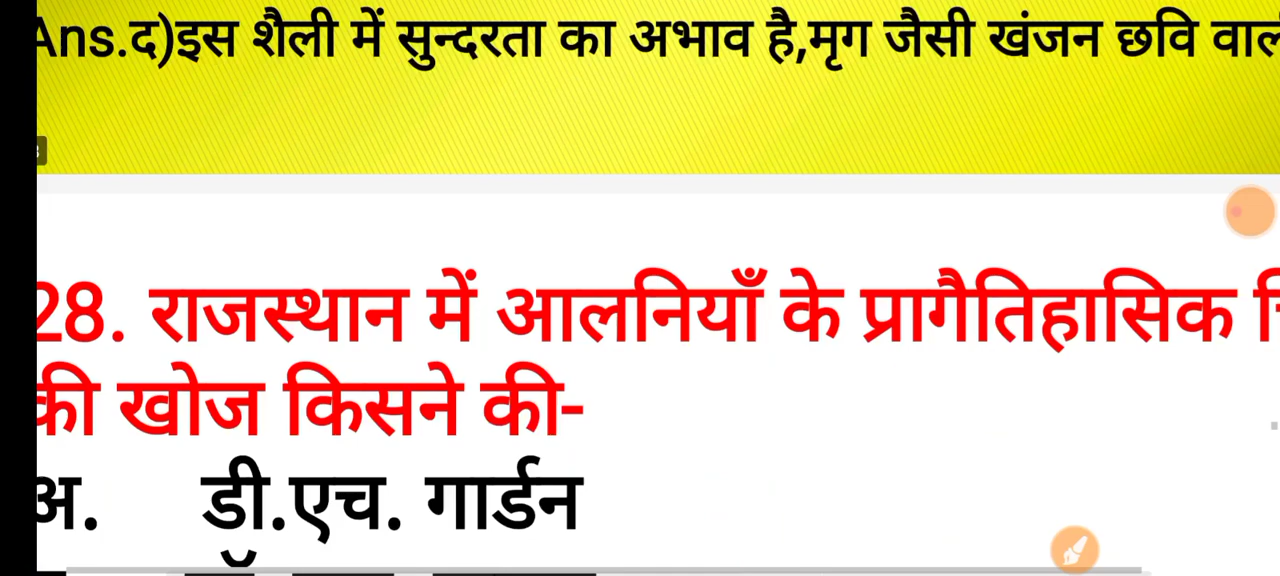 Ans.द)इस शैली में सुन्दरता का अभाव है,मृग जैसी खंजन छवि
28. राजस्थान में आलनियाँ के प्रागैतिहासिक
की खोज किसने की-
अ. डी.एच. गार्डन